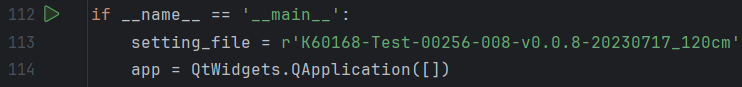 112 if __name__ == '__main__':
113 setting_file = r'K60168-Test-00256-008-v0.0.8-20230717_120cm'
114 app = QtWidgets.QApplication([])